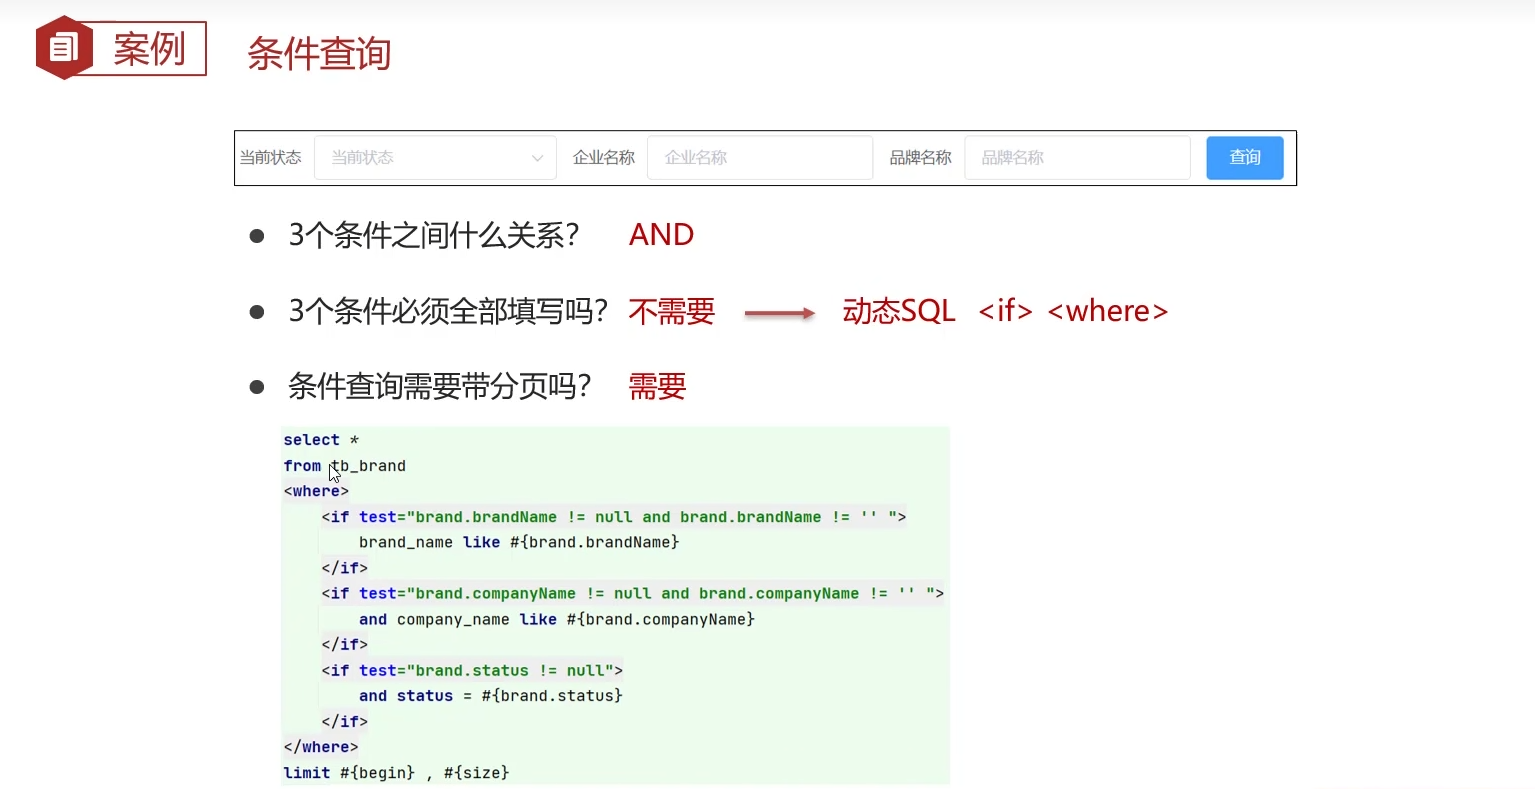 案例 条件查询
当前状态 当前状态 企业名称 企业名称 品牌名称 品牌名称 查询
● 3个条件之间什么关系? AND
● 3个条件必须全部填写吗? 不需要 动态SQL <if> <where>
● 条件查询需要带分页吗? 需要
select *
from tb_brand
<where>
    <if test="brand.brandName != null and brand.brandName != '' ">
        brand_name like #{brand.brandName}
    </if>
    <if test="brand.companyName != null and brand.companyName != '' ">
        and company_name like #{brand.companyName}
    </if>
    <if test="brand.status != null">
        and status = #{brand.status}
    </if>
</where>
limit #{begin} , #{size}